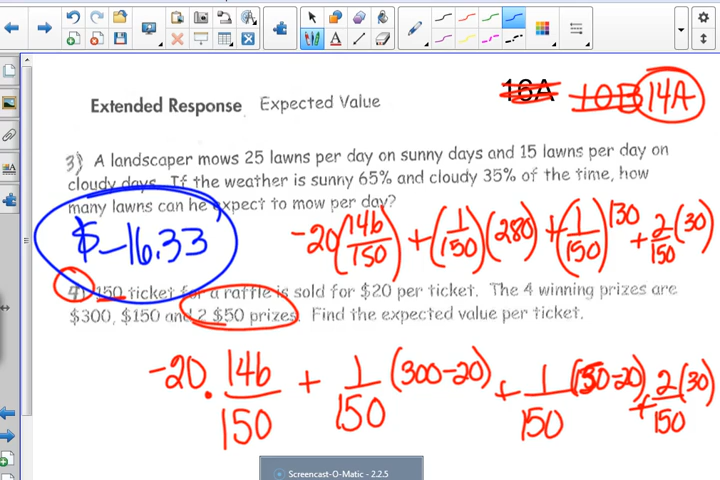 16A 10B 14A
Extended Response Expected Value
3) A landscaper mows 25 lawns per day on sunny days and 15 lawns per day on
cloudy days. If the weather is sunny 65% and cloudy 35% of the time, how
many lawns can he expect to mow per day?
$-16.33
-20(146/150) + (1/150)(280) + (1/150)130 + 2/150(30)
4) 150 ticket for a raffle is sold for $20 per ticket. The 4 winning prizes are
$300, $150 and 2 $50 prizes. Find the expected value per ticket.
-20 · 146/150 + 1/150 (300-20) + 1/150 (150-20) + 2/150 (30)
Screencast-O-Matic - 2.2.5